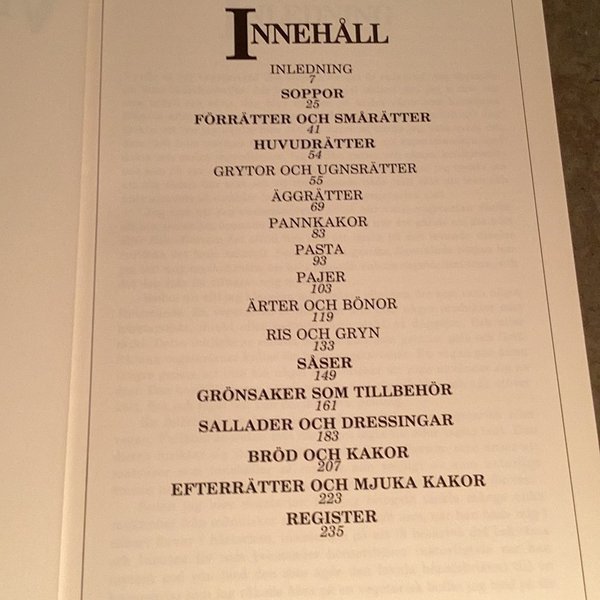 INNEHÅLL
INLEDNING
7
SOPPOR
25
FÖRRÄTTER OCH SMÅRÄTTER
41
HUVUDRÄTTER
54
GRYTOR OCH UGNSRÄTTER
55
ÄGGRÄTTER
69
PANNKAKOR
83
PASTA
93
PAJER
103
ÄRTER OCH BÖNOR
119
RIS OCH GRYN
133
SÅSER
149
GRÖNSAKER SOM TILLBEHÖR
161
SALLADER OCH DRESSINGAR
183
BRÖD OCH KAKOR
207
EFTERRÄTTER OCH MJUKA KAKOR
223
REGISTER
235